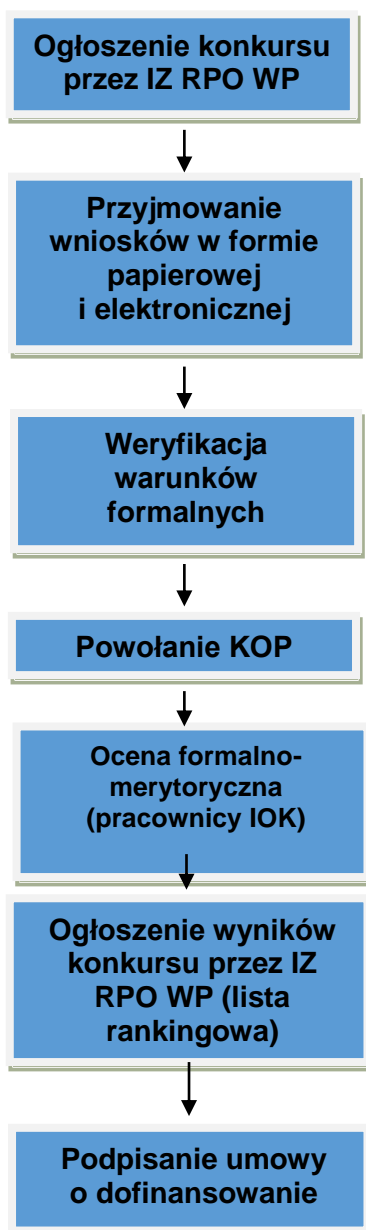 Ogłoszenie konkursu
przez IZ RPO WP
Przyjmowanie
wniosków w formie
papierowej
i elektronicznej
Weryfikacja
warunków
formalnych
Powołanie KOP
Ocena formalno-
merytoryczna
(pracownicy IOK)
Ogłoszenie wyników
konkursu przez IZ
RPO WP (lista
rankingowa)
Podpisanie umowy
o dofinansowanie